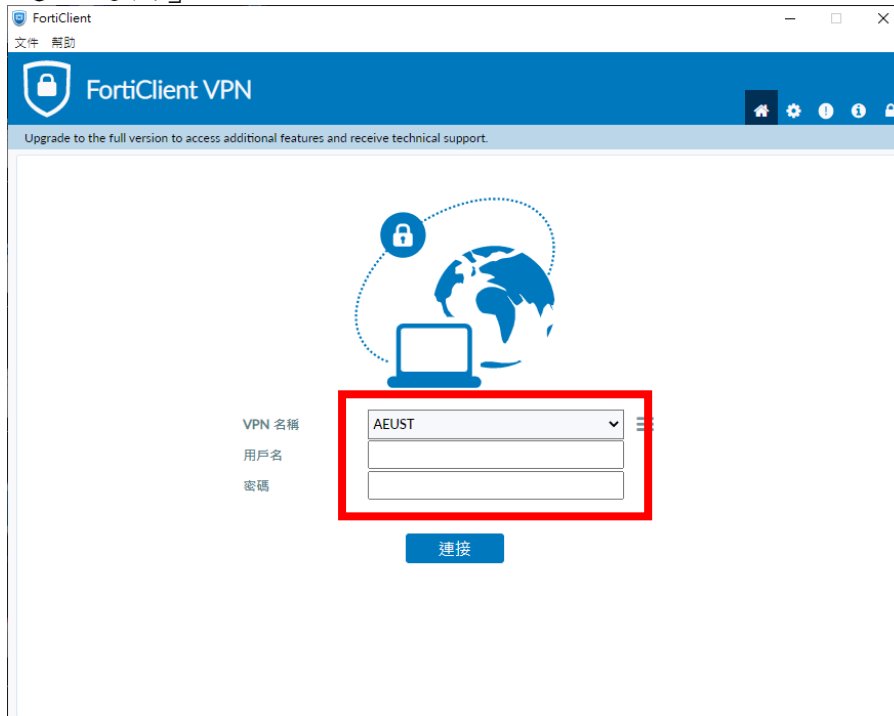 FortiClient
文件 幫助
FortiClient VPN
Upgrade to the full version to access additional features and receive technical support.
VPN 名稱 AEUST
用戶名
密碼
連接